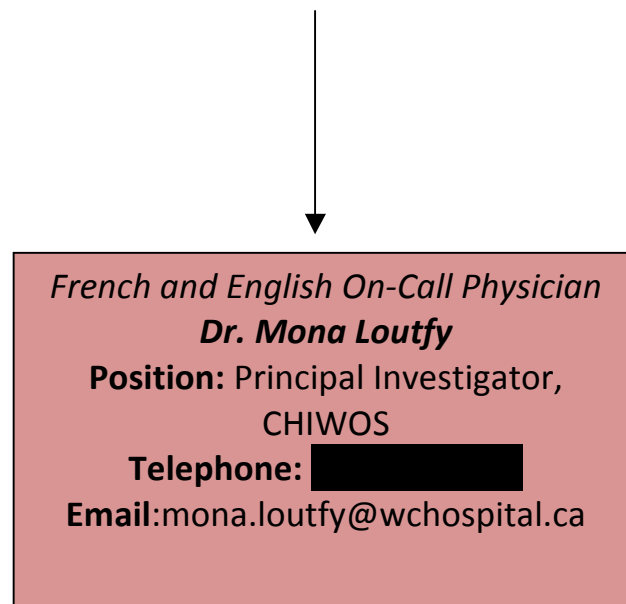 French and English On-Call Physician
Dr. Mona Loutfy
Position: Principal Investigator,
CHIWOS
Telephone:
Email:mona.loutfy@wchospital.ca